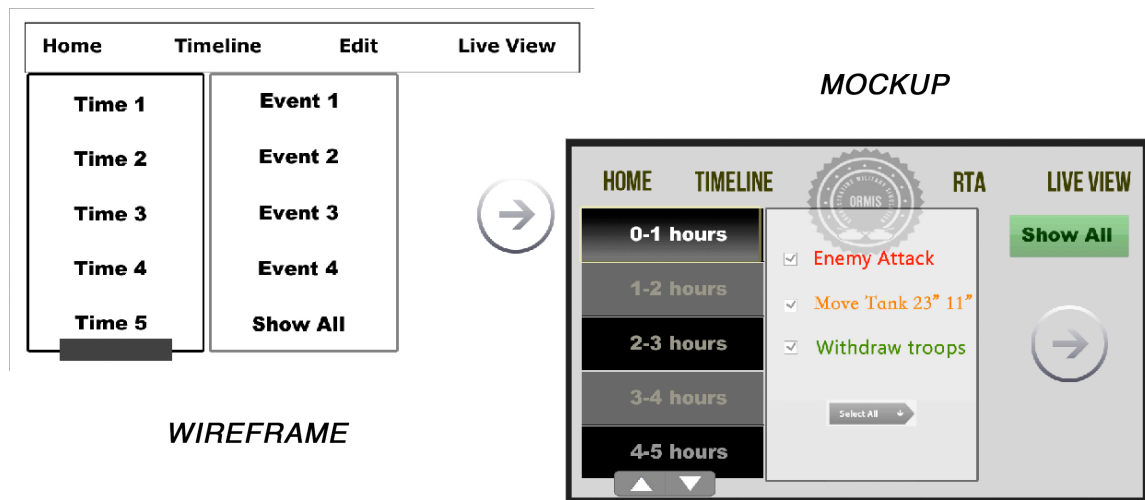 Home Timeline Edit Live View
Time 1
Time 2
Time 3
Time 4
Time 5
Event 1
Event 2
Event 3
Event 4
Show All
WIREFRAME
MOCKUP
HOME TIMELINE RTA LIVE VIEW
ORMIS
0-1 hours
1-2 hours
2-3 hours
3-4 hours
4-5 hours
Enemy Attack
Move Tank 23” 11”
Withdraw troops
Select All
Show All